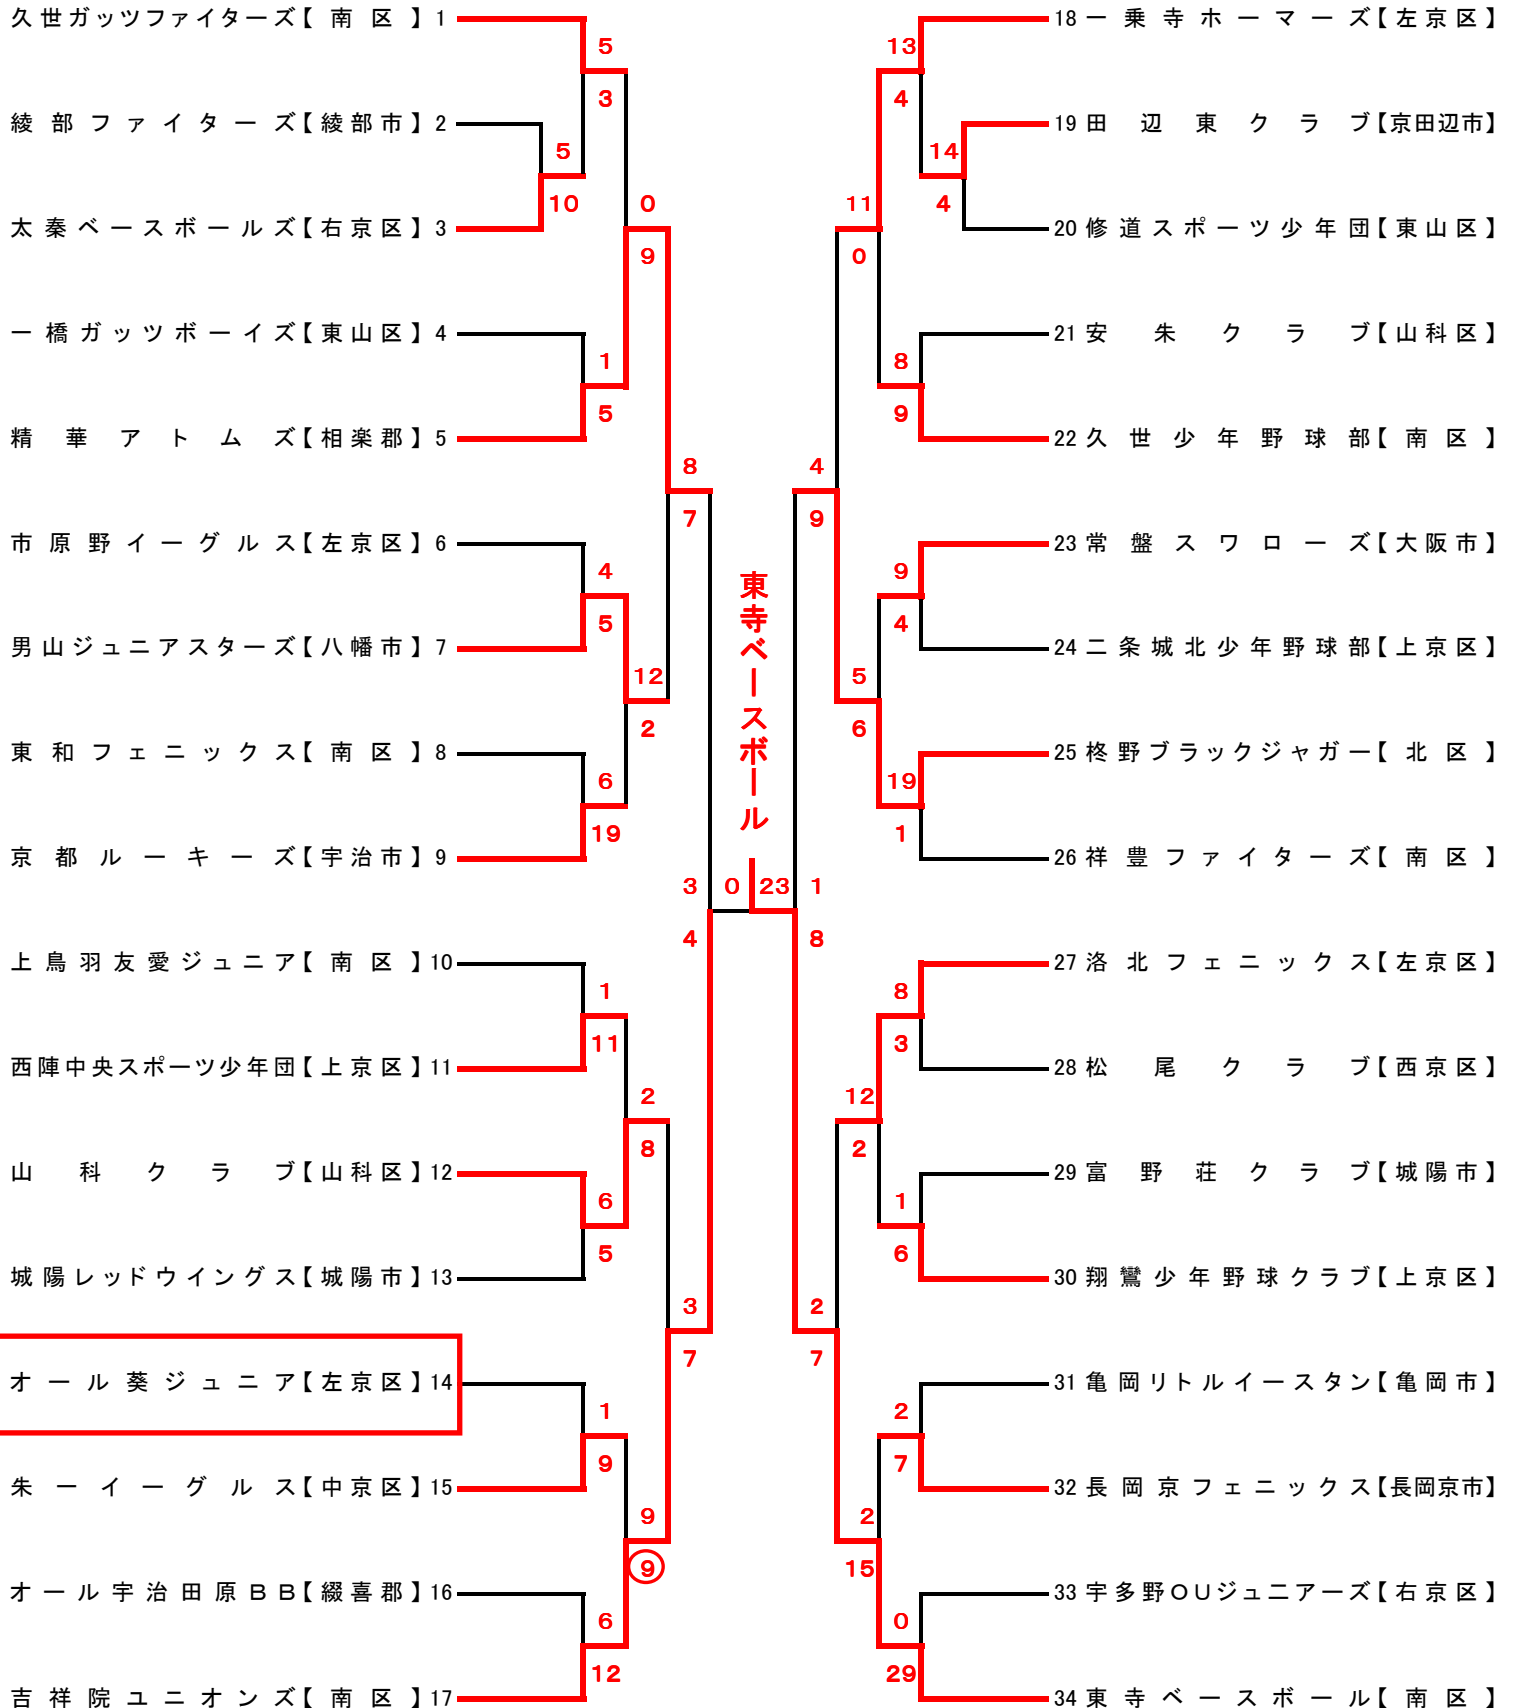 久世ガッツファイターズ【南区】1
5
3
綾部ファイターズ【綾部市】2
5
10
太秦ベースボールズ【右京区】3
0
9
一橋ガッツボーイズ【東山区】4
1
5
精華アトムズ【相楽郡】5
8
7
市原野イーグルス【左京区】6
4
5
男山ジュニアスターズ【八幡市】7
12
2
東和フェニックス【南区】8
6
19
京都ルーキーズ【宇治市】9
3
4
上鳥羽友愛ジュニア【南区】10
1
11
西陣中央スポーツ少年団【上京区】11
2
8
山科クラブ【山科区】12
6
5
城陽レッドウイングス【城陽市】13
3
7
オール葵ジュニア【左京区】14
1
9
朱一イーグルス【中京区】15
9
9
オール宇治田原BB【綴喜郡】16
6
12
吉祥院ユニオンズ【南区】17
東寺ベースボール
0 23
18 一乗寺ホーマーズ【左京区】
13
4
19 田辺東クラブ【京田辺市】
14
4
20 修道スポーツ少年団【東山区】
11
0
21 安朱クラブ【山科区】
8
9
22 久世少年野球部【南区】
4
9
23 常盤スワローズ【大阪市】
9
4
24 二条城北少年野球部【上京区】
5
6
25 柊野ブラックジャガー【北区】
19
1
26 祥豊ファイターズ【南区】
1
8
27 洛北フェニックス【左京区】
8
3
28 松尾クラブ【西京区】
12
2
29 富野荘クラブ【城陽市】
1
6
30 翔鸞少年野球クラブ【上京区】
2
7
31 亀岡リトルイースタン【亀岡市】
2
7
32 長岡京フェニックス【長岡京市】
2
15
33 宇多野OUジュニアーズ【右京区】
0
29
34 東寺ベースボール【南区】